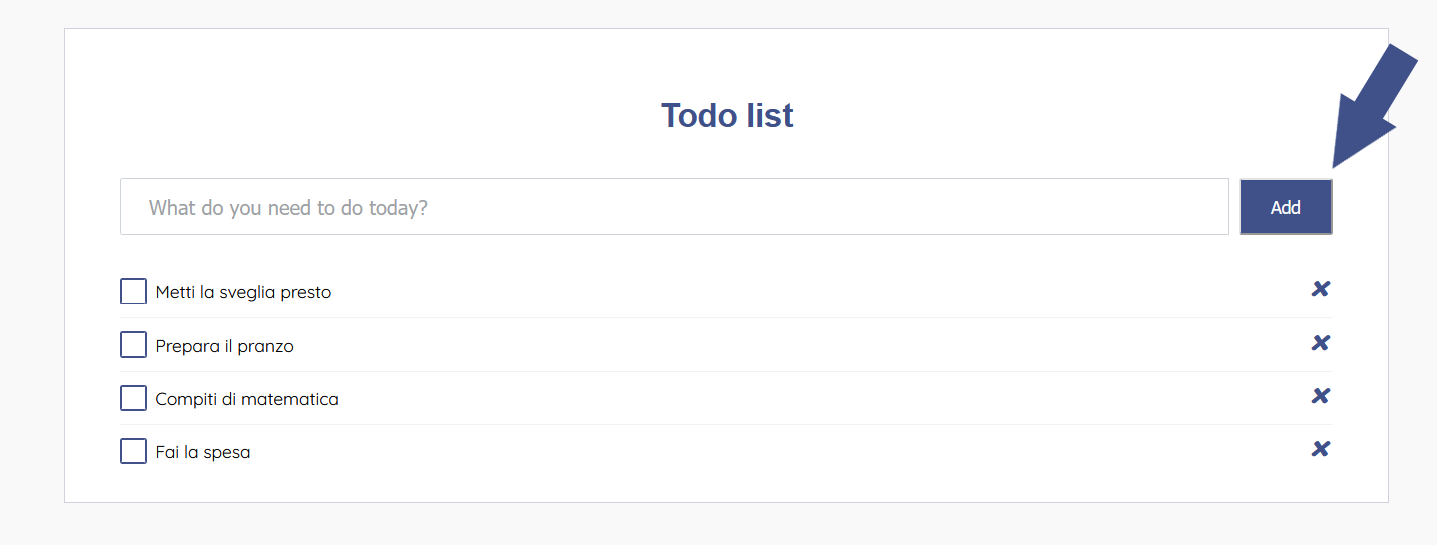 Todo list
What do you need to do today?
Add
Metti la sveglia presto
Prepara il pranzo
Compiti di matematica
Fai la spesa